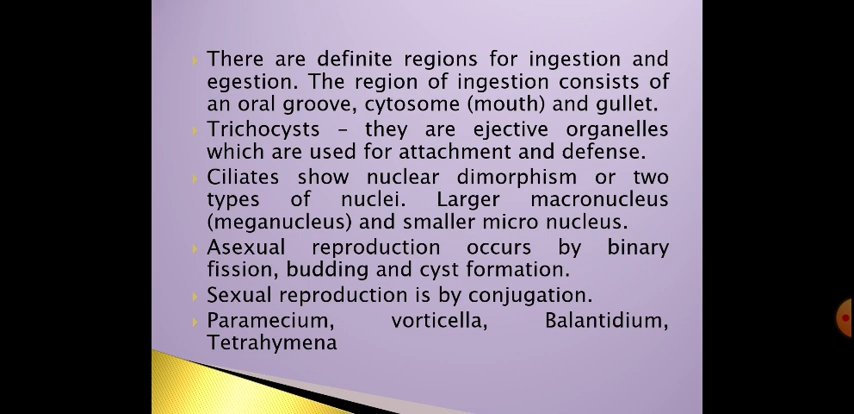 There are definite regions for ingestion and
egestion. The region of ingestion consists of
an oral groove, cytosome (mouth) and gullet.
Trichocysts – they are ejective organelles
which are used for attachment and defense.
Ciliates show nuclear dimorphism or two
types of nuclei. Larger macronucleus
(meganucleus) and smaller micro nucleus.
Asexual reproduction occurs by binary
fission, budding and cyst formation.
Sexual reproduction is by conjugation.
Paramecium, vorticella, Balantidium,
Tetrahymena